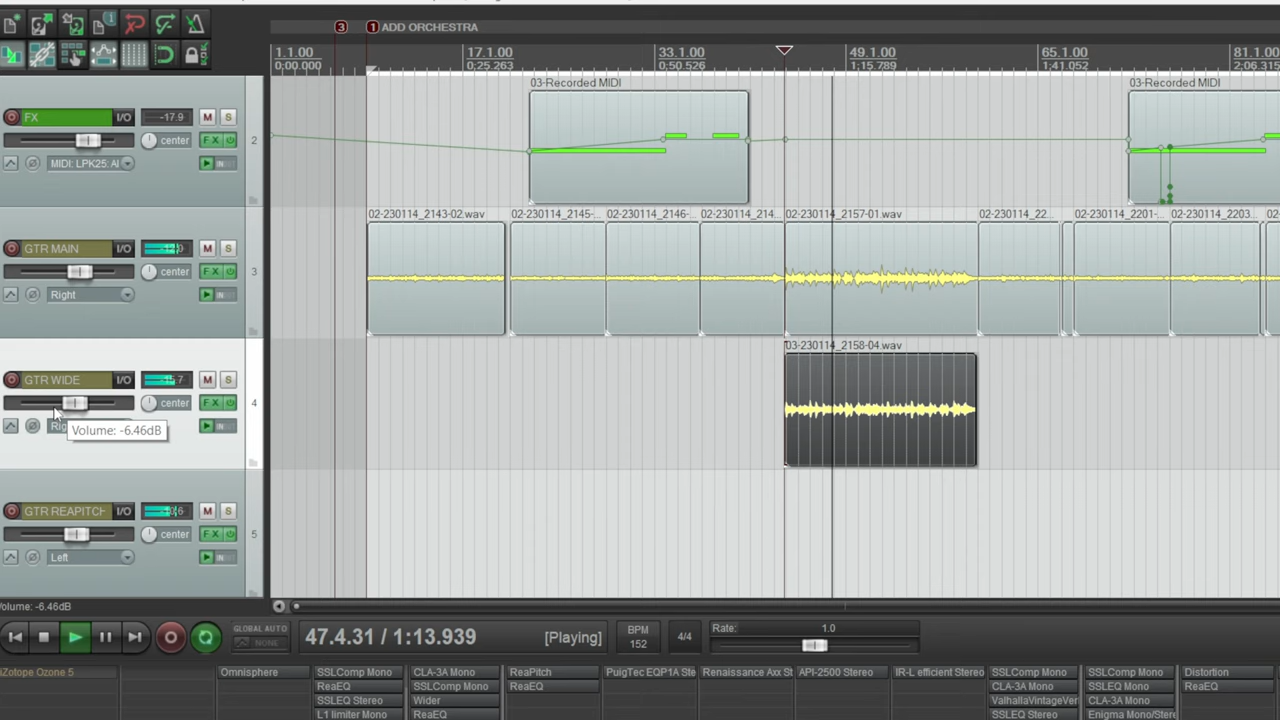 3
1 ADD ORCHESTRA
1.1.00 17.1.00 33.1.00 49.1.00 65.1.00 81.1.00
0:00.000 0:25.263 0:50.526 1:15.789 1:41.052 2:06.315
03-Recorded MIDI 03-Recorded MIDI
FX I/O -17.9 M S
center FX
MIDI: LPK25: Al
2
02-230114_2143-02.wav 02-230114_2145-... 02-230114_2146-... 02-230114_214... 02-230114_2157-01.wav 02-230114_22... 02-230114_2201-... 02-230114_2203...
GTR MAIN I/O M S
center FX
Right IN
3
03-230114_2158-04.wav
GTR WIDE I/O M S
center FX
Volume: -6.46dB IN
4
GTR REAPITCH I/O M S
center FX
Left IN
5
Volume: -6.46dB
GLOBAL AUTO
NONE
47.4.31 / 1:13.939 [Playing]
BPM
152
4/4
Rate: 1.0
iZotope Ozone 5 Omnisphere SSLComp Mono CLA-3A Mono ReaPitch PuigTec EQP1A Ste Renaissance Axx St API-2500 Stereo IR-L efficient Stereo SSLComp Mono SSLComp Mono Distortion
ReaEQ SSLComp Mono ReaEQ CLA-3A Mono SSLEQ Mono ReaEQ
SSLEQ Stereo Wider ValhallaVintageVer CLA-3A Mono
L1 limiter Mono ReaEQ SSLEQ Stereo Enigma Mono/Stere